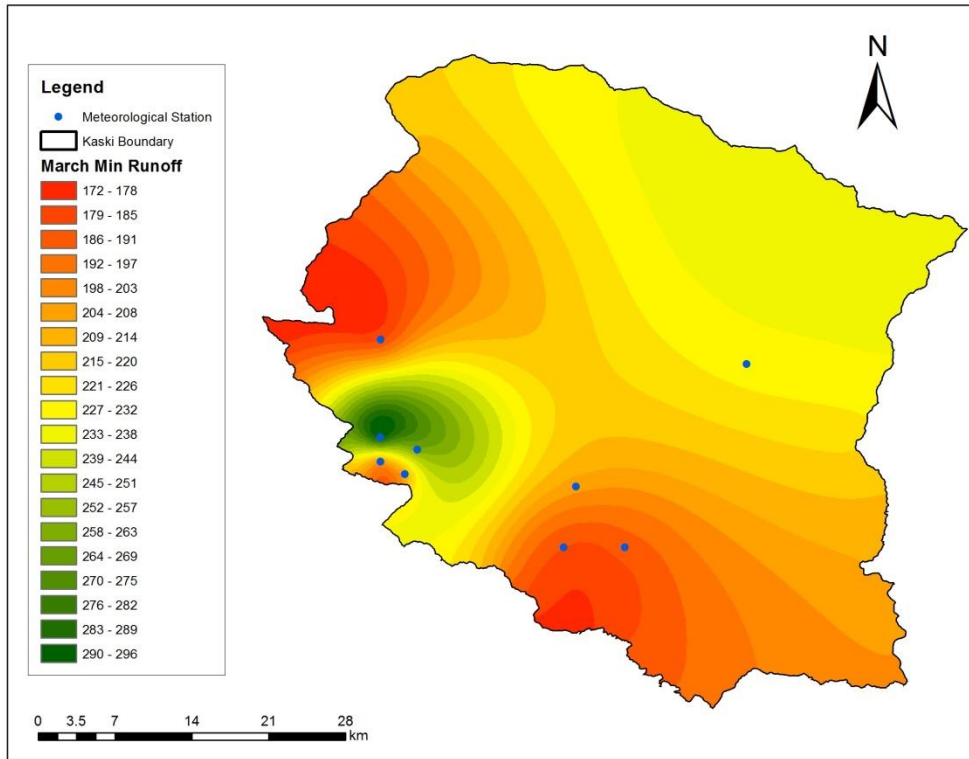 N
Legend
Meteorological Station
Kaski Boundary
March Min Runoff
172 - 178
179 - 185
186 - 191
192 - 197
198 - 203
204 - 208
209 - 214
215 - 220
221 - 226
227 - 232
233 - 238
239 - 244
245 - 251
252 - 257
258 - 263
264 - 269
270 - 275
276 - 282
283 - 289
290 - 296
0 3.5 7 14 21 28
km